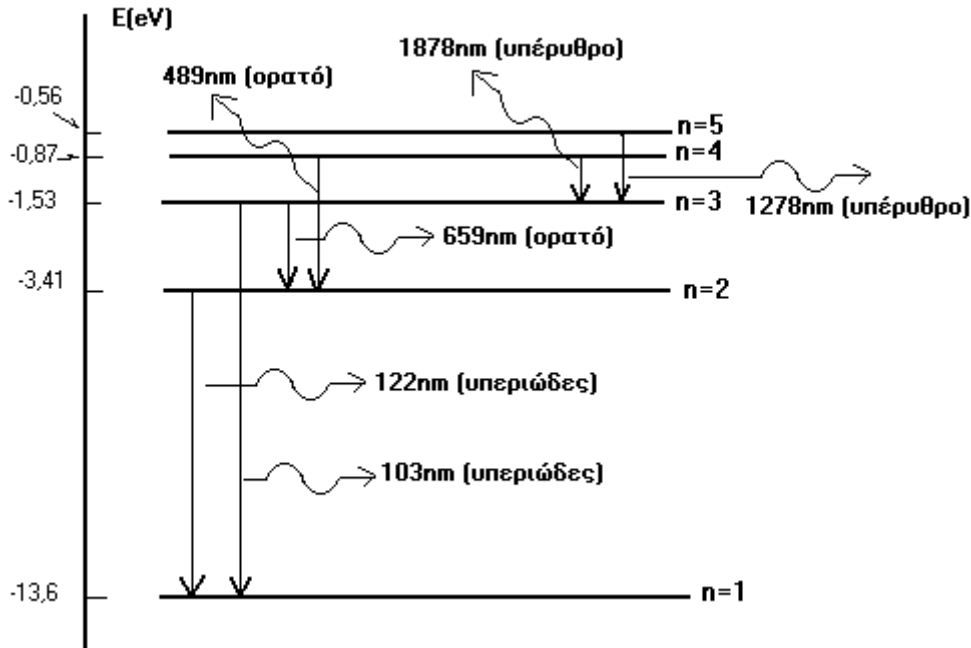 E(eV)
1878nm (υπέρυθρο)
489nm (ορατό)
-0,56
n=5
-0,87
n=4
-1,53
n=3
1278nm (υπέρυθρο)
659nm (ορατό)
-3,41
n=2
122nm (υπεριώδες)
103nm (υπεριώδες)
-13,6
n=1